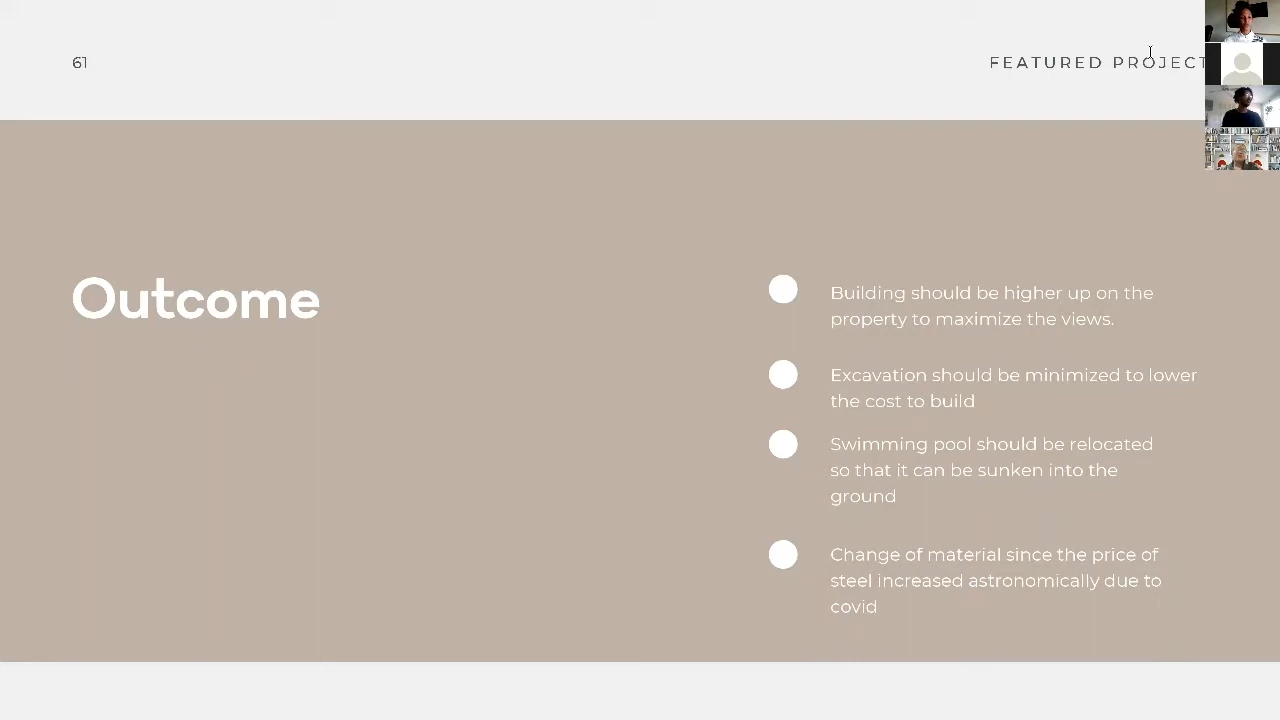 61
FEATURED PROJECT
Outcome
Building should be higher up on the
property to maximize the views.
Excavation should be minimized to lower
the cost to build
Swimming pool should be relocated
so that it can be sunken into the
ground
Change of material since the price of
steel increased astronomically due to
covid